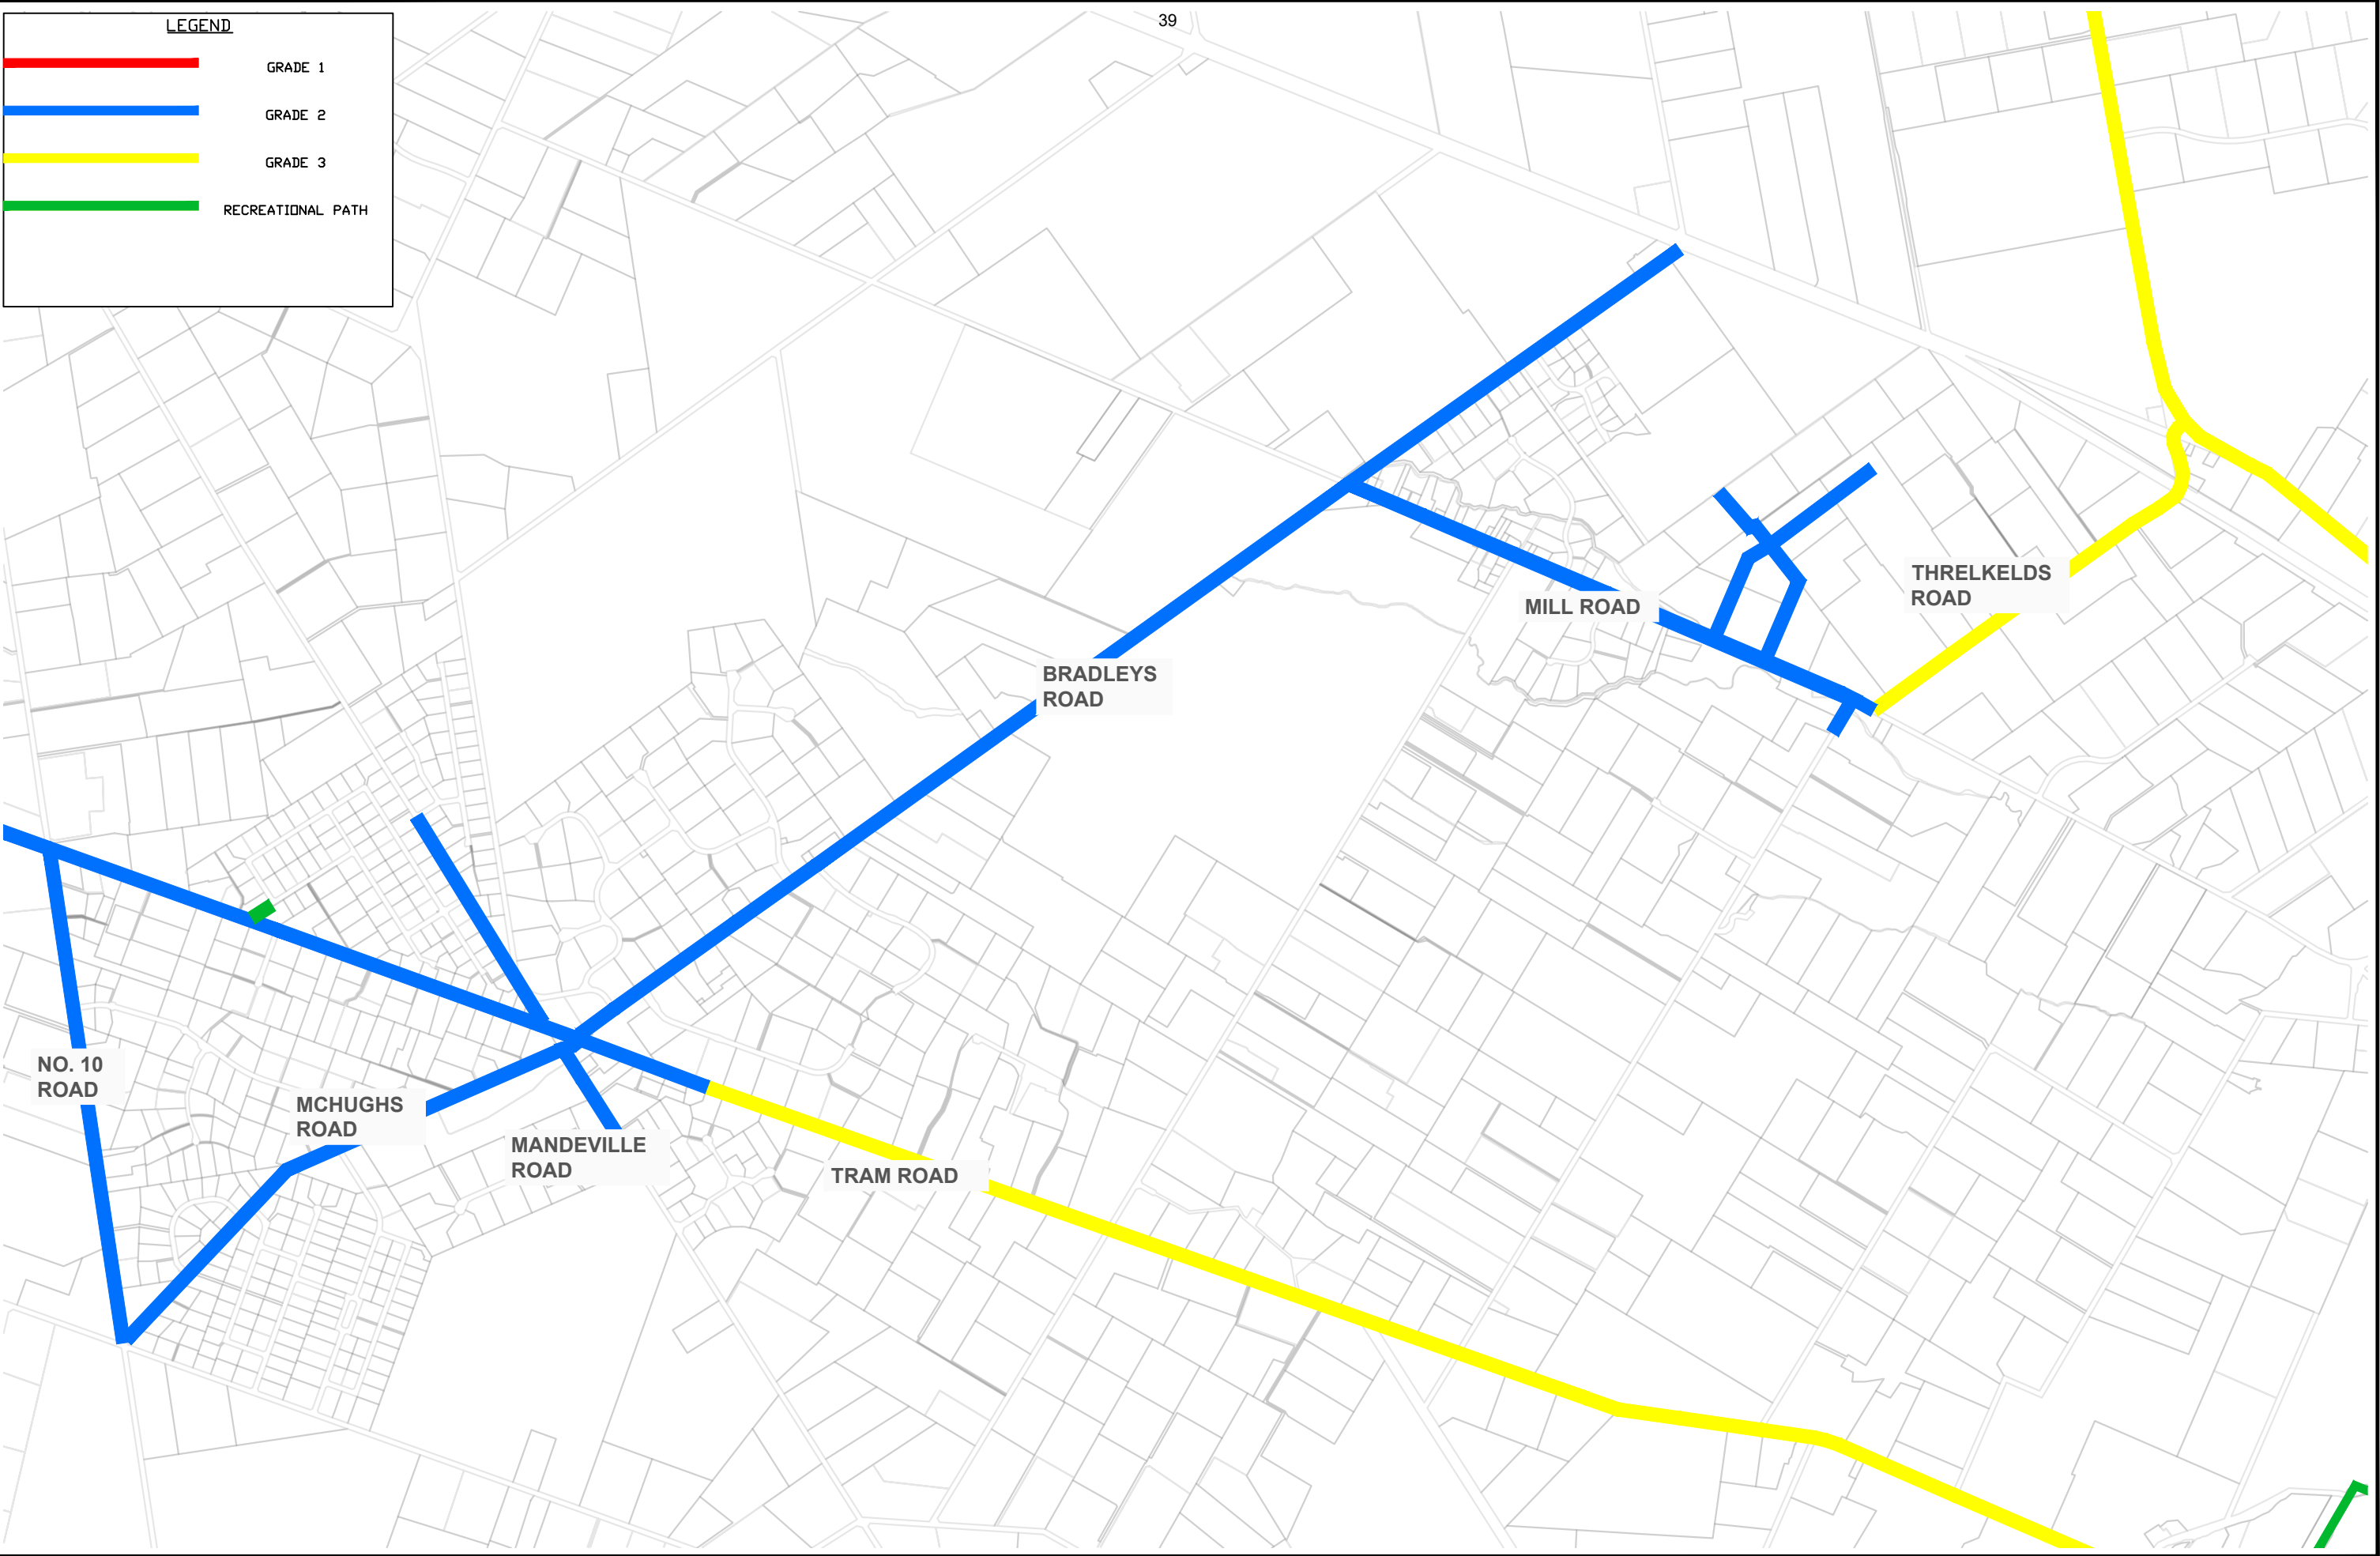 39
LEGEND
GRADE 1
GRADE 2
GRADE 3
RECREATIONAL PATH
THRELKELDS
ROAD
MILL ROAD
BRADLEYS
ROAD
NO. 10
ROAD
MCHUGHS
ROAD
MANDEVILLE
ROAD
TRAM ROAD